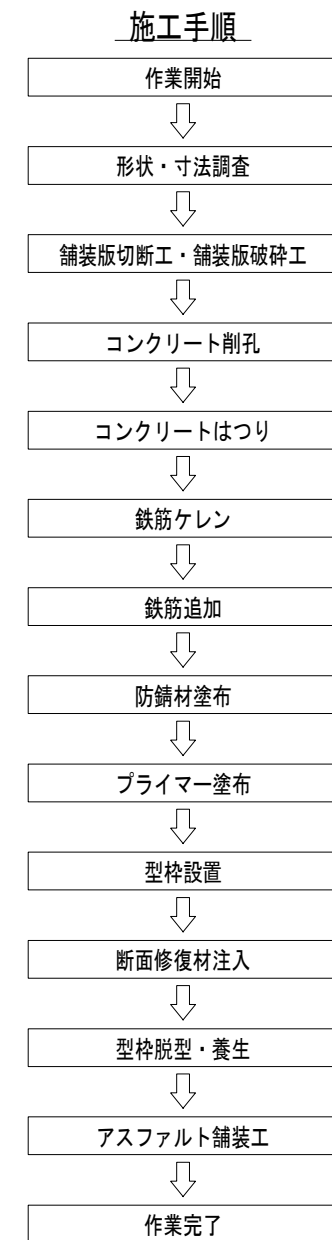 施工手順
作業開始
形状・寸法調査
舗装版切断工・舗装版破砕工
コンクリート削孔
コンクリートはつり
鉄筋ケレン
鉄筋追加
防錆材塗布
プライマー塗布
型枠設置
断面修復材注入
型枠脱型・養生
アスファルト舗装工
作業完了